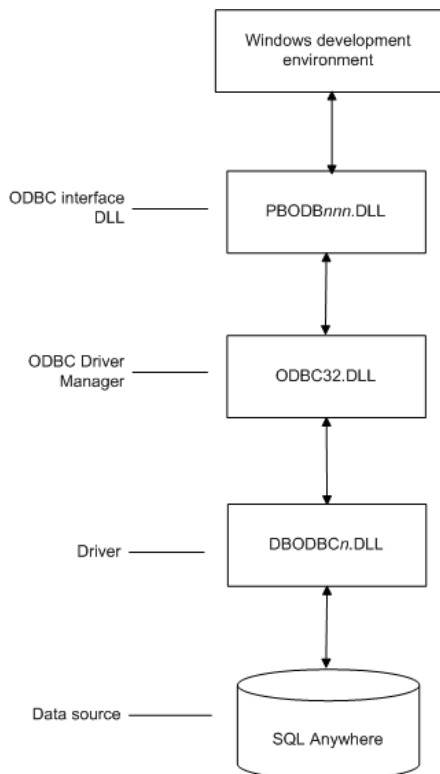 Windows development
environment
ODBC interface
DLL
PBODBnnn.DLL
ODBC Driver
Manager
ODBC32.DLL
Driver
DBODBCn.DLL
Data source
SQL Anywhere